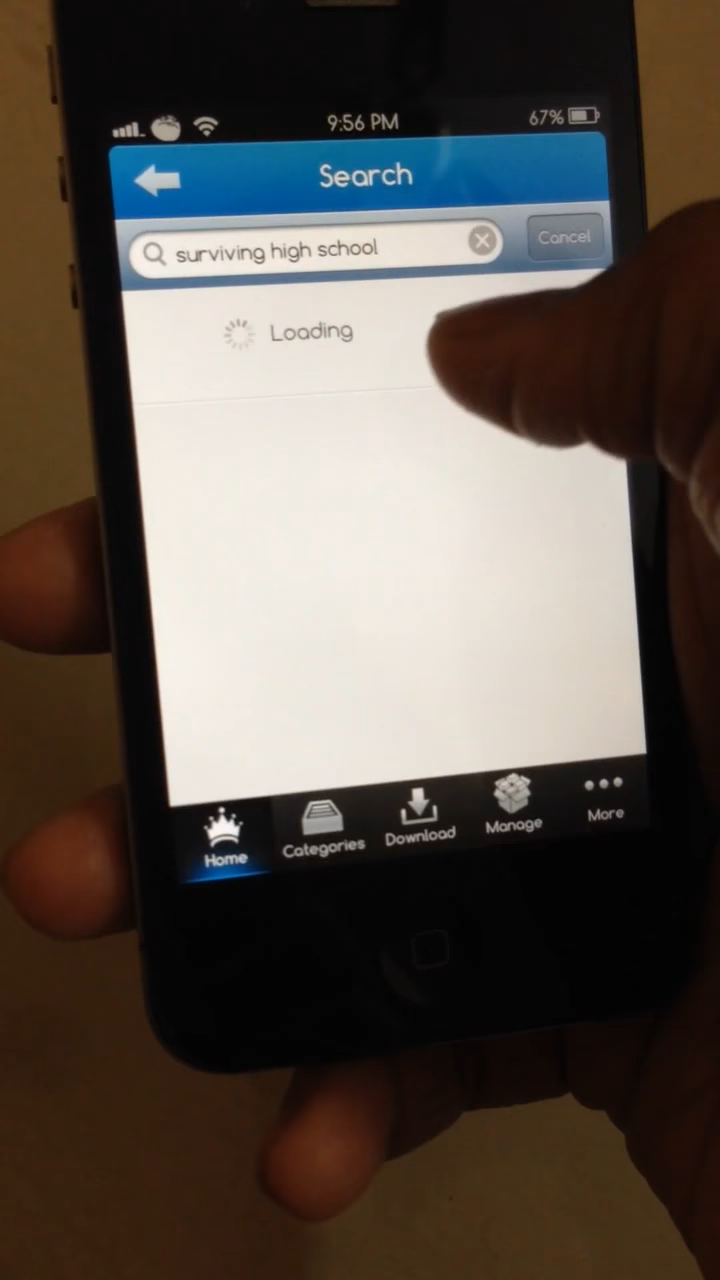 9:56 PM 67%
Search
surviving high school Cancel
Loading
Home Categories Download Manage More